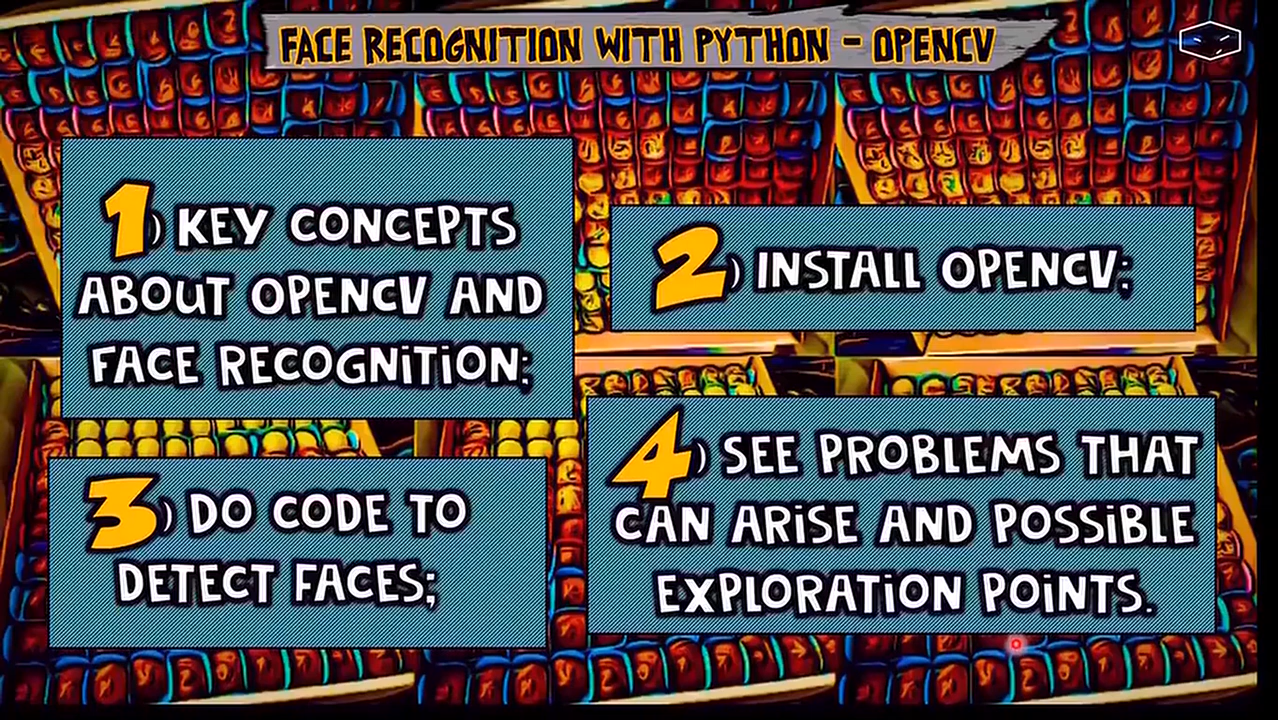 FACE RECOGNITION WITH PYTHON - OPENCV
1) KEY CONCEPTS
ABOUT OPENCV AND
FACE RECOGNITION;
2) INSTALL OPENCV;
3) DO CODE TO
DETECT FACES;
4) SEE PROBLEMS THAT
CAN ARISE AND POSSIBLE
EXPLORATION POINTS.